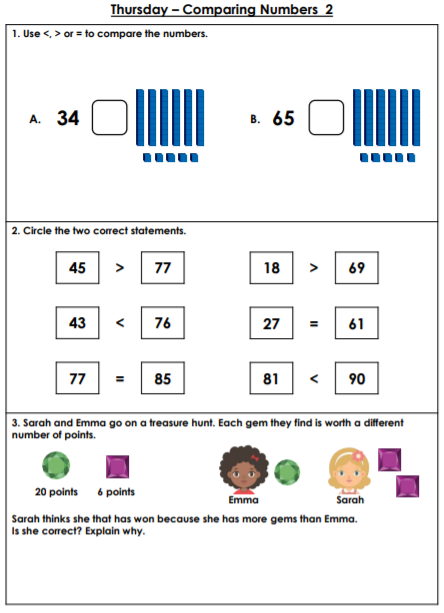 Thursday – Comparing Numbers 2
1. Use <, > or = to compare the numbers.
A. 34
B. 65
2. Circle the two correct statements.
45 > 77
18 > 69
43 < 76
27 = 61
77 = 85
81 < 90
3. Sarah and Emma go on a treasure hunt. Each gem they find is worth a different
number of points.
20 points
6 points
Emma
Sarah
Sarah thinks she that has won because she has more gems than Emma.
Is she correct? Explain why.